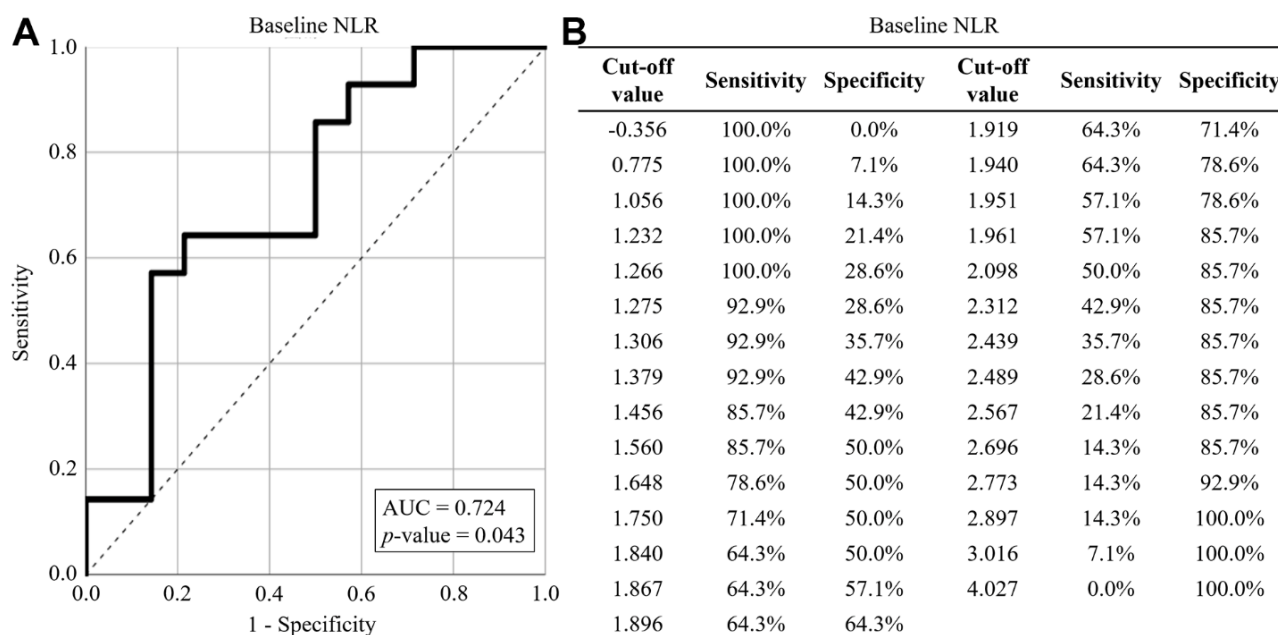 A
Baseline NLR
1.0
0.8
0.6
0.4
0.2
0.0
Sensitivity
0.0 0.2 0.4 0.6 0.8 1.0
1 - Specificity
AUC = 0.724
p-value = 0.043
B
Baseline NLR
Cut-off value Sensitivity Specificity Cut-off value Sensitivity Specificity
-0.356 100.0% 0.0% 1.919 64.3% 71.4%
0.775 100.0% 7.1% 1.940 64.3% 78.6%
1.056 100.0% 14.3% 1.951 57.1% 78.6%
1.232 100.0% 21.4% 1.961 57.1% 85.7%
1.266 100.0% 28.6% 2.098 50.0% 85.7%
1.275 92.9% 28.6% 2.312 42.9% 85.7%
1.306 92.9% 35.7% 2.439 35.7% 85.7%
1.379 92.9% 42.9% 2.489 28.6% 85.7%
1.456 85.7% 42.9% 2.567 21.4% 85.7%
1.560 85.7% 50.0% 2.696 14.3% 85.7%
1.648 78.6% 50.0% 2.773 14.3% 92.9%
1.750 71.4% 50.0% 2.897 14.3% 100.0%
1.840 64.3% 50.0% 3.016 7.1% 100.0%
1.867 64.3% 57.1% 4.027 0.0% 100.0%
1.896 64.3% 64.3%